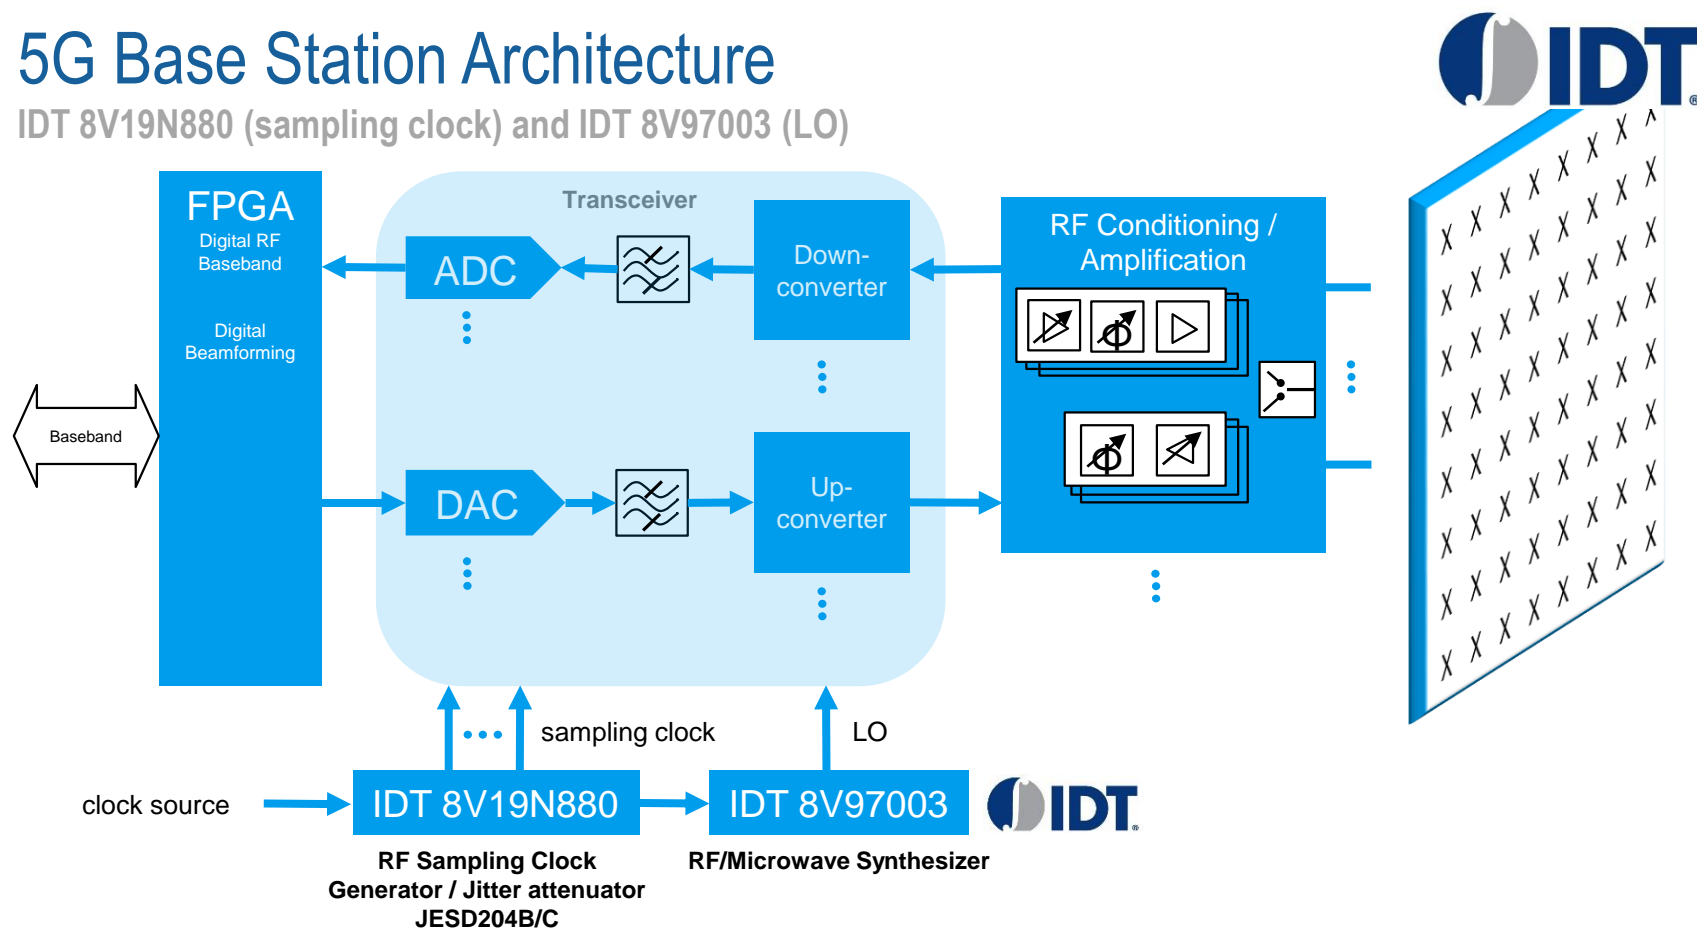 5G Base Station Architecture
IDT 8V19N880 (sampling clock) and IDT 8V97003 (LO)
IDT®
FPGA
Digital RF
Baseband
Digital
Beamforming
Baseband
Transceiver
ADC
Down-
converter
DAC
Up-
converter
RF Conditioning /
Amplification
ϕ
ϕ
sampling clock
LO
clock source
IDT 8V19N880
IDT 8V97003
IDT®
RF Sampling Clock
Generator / Jitter attenuator
JESD204B/C
RF/Microwave Synthesizer